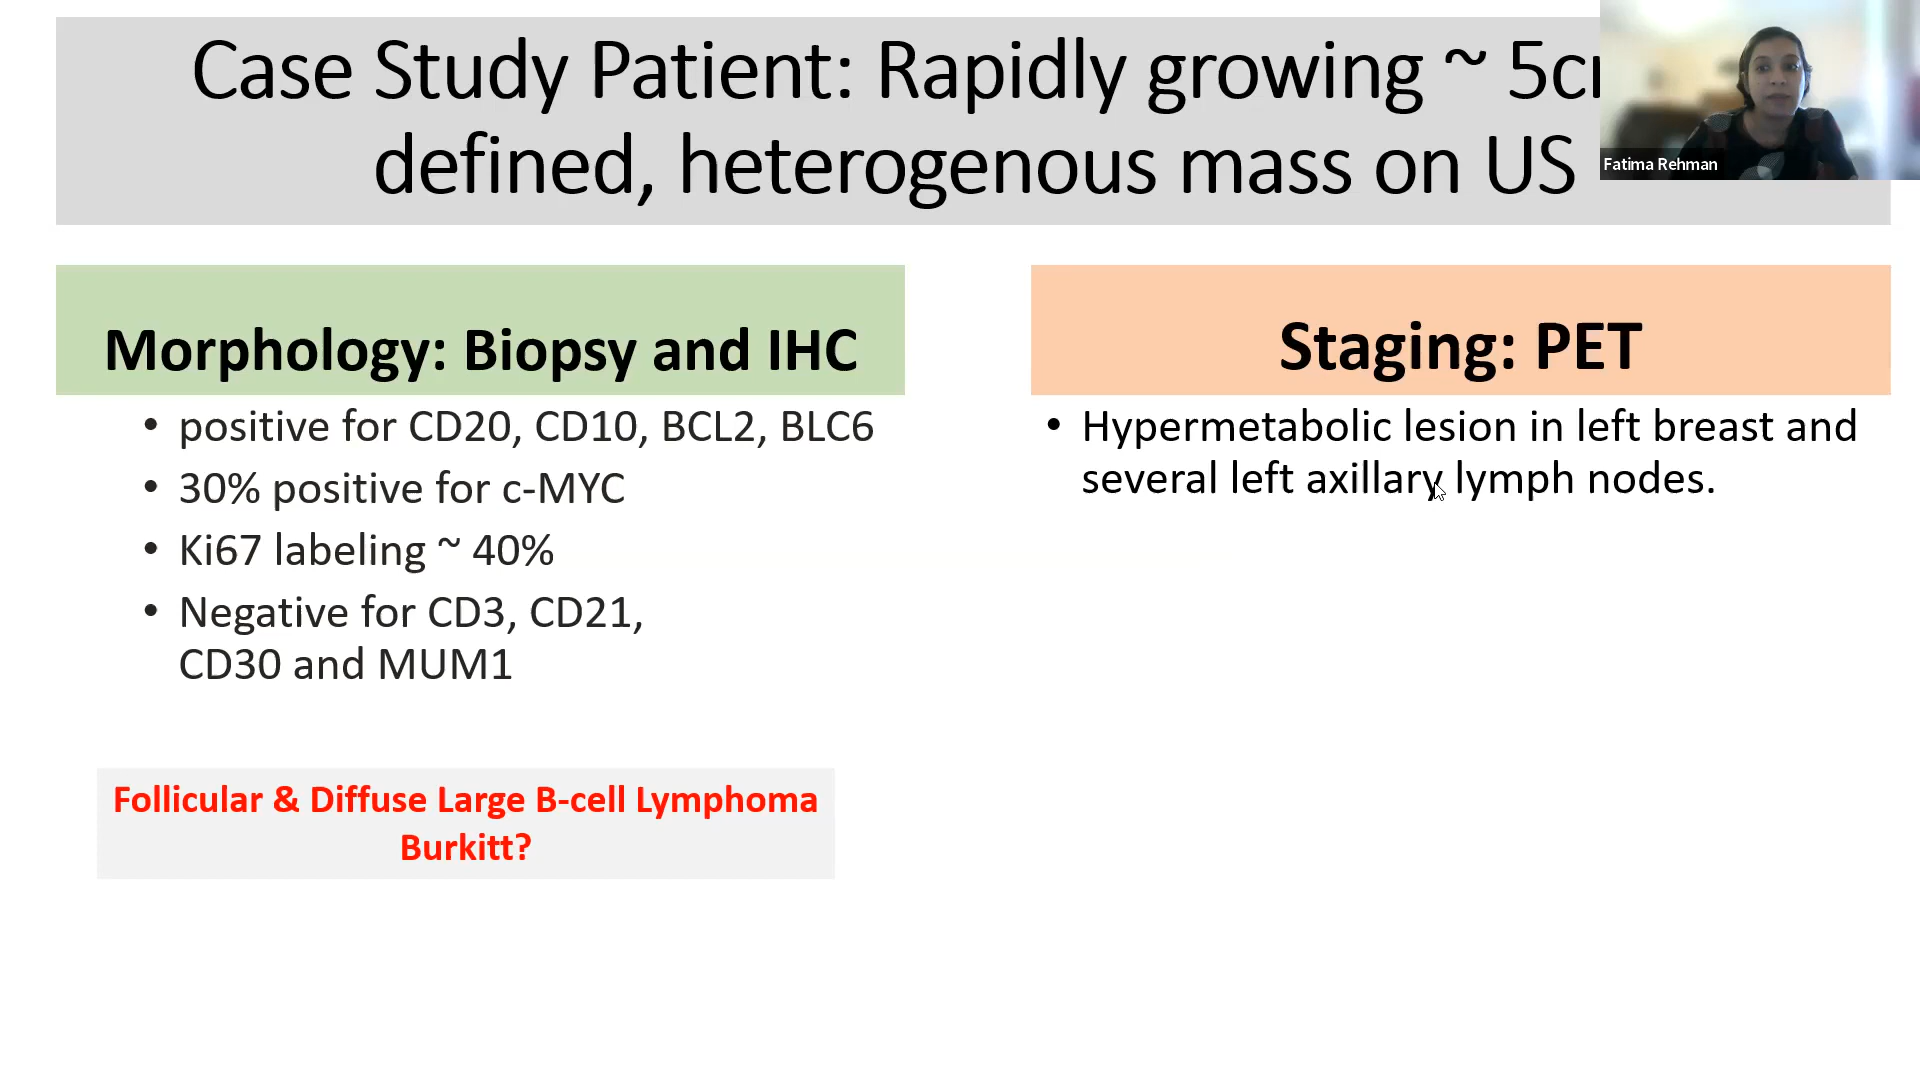 Case Study Patient: Rapidly growing ~
defined, heterogenous mass on US
Fatima Rehman
Morphology: Biopsy and IHC
• positive for CD20, CD10, BCL2, BLC6
• 30% positive for c-MYC
• Ki67 labeling ~ 40%
• Negative for CD3, CD21,
CD30 and MUM1
Follicular & Diffuse Large B-cell Lymphoma
Burkitt?
Staging: PET
• Hypermetabolic lesion in left breast and
several left axillary lymph nodes.